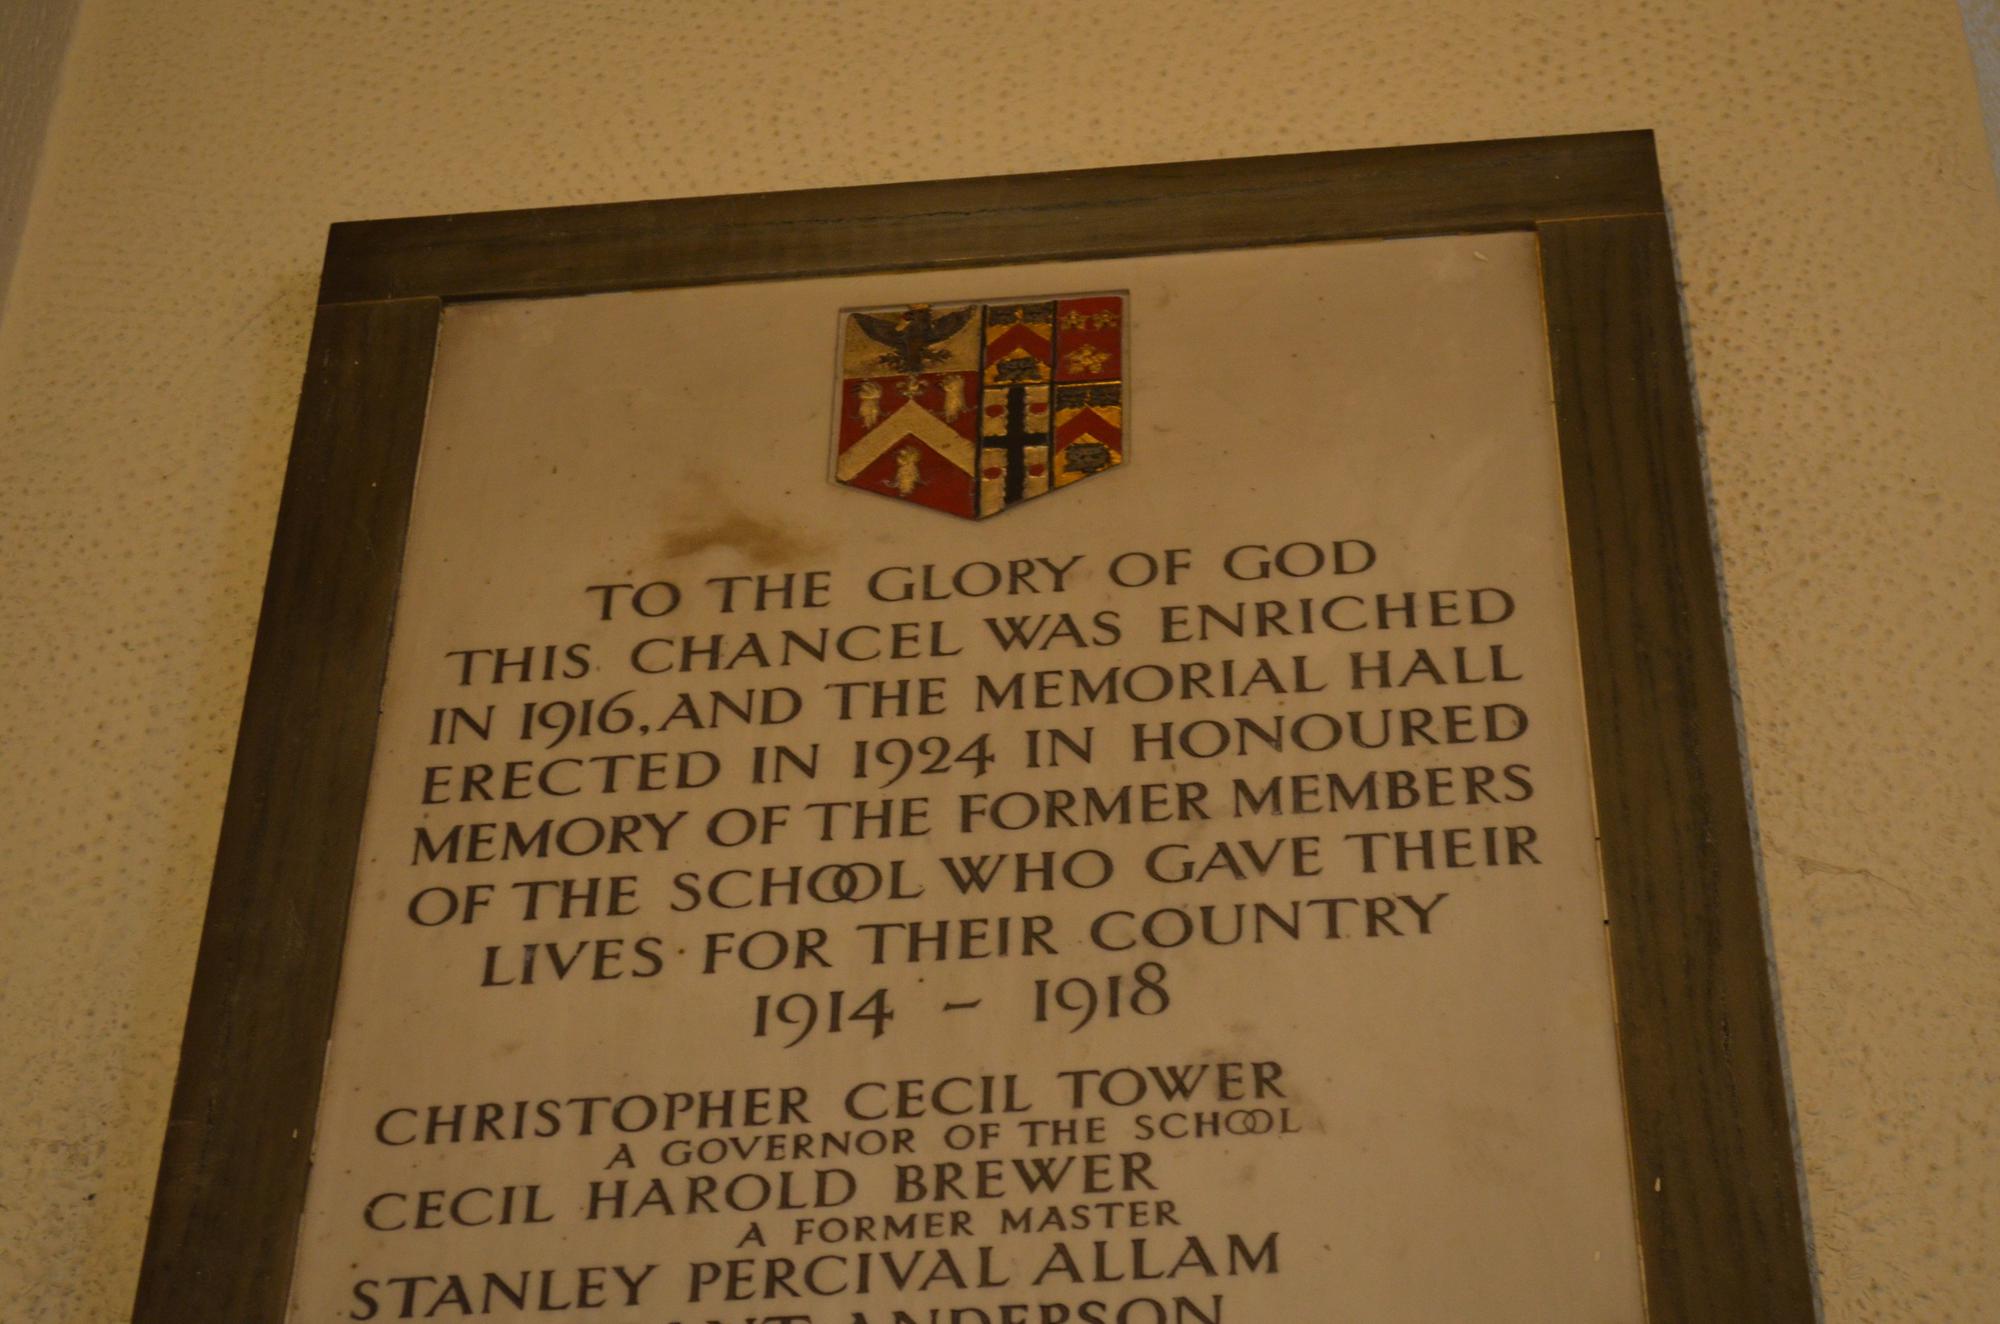 TO THE GLORY OF GOD
THIS CHANCEL WAS ENRICHED
IN 1916, AND THE MEMORIAL HALL
ERECTED IN 1924 IN HONOURED
MEMORY OF THE FORMER MEMBERS
OF THE SCHOOL WHO GAVE THEIR
LIVES · FOR THEIR COUNTRY
1914 – 1918
CHRISTOPHER CECIL TOWER
A GOVERNOR OF THE SCHOOL
CECIL HAROLD BREWER
A FORMER MASTER
STANLEY PERCIVAL ALLAM
ANDERSON